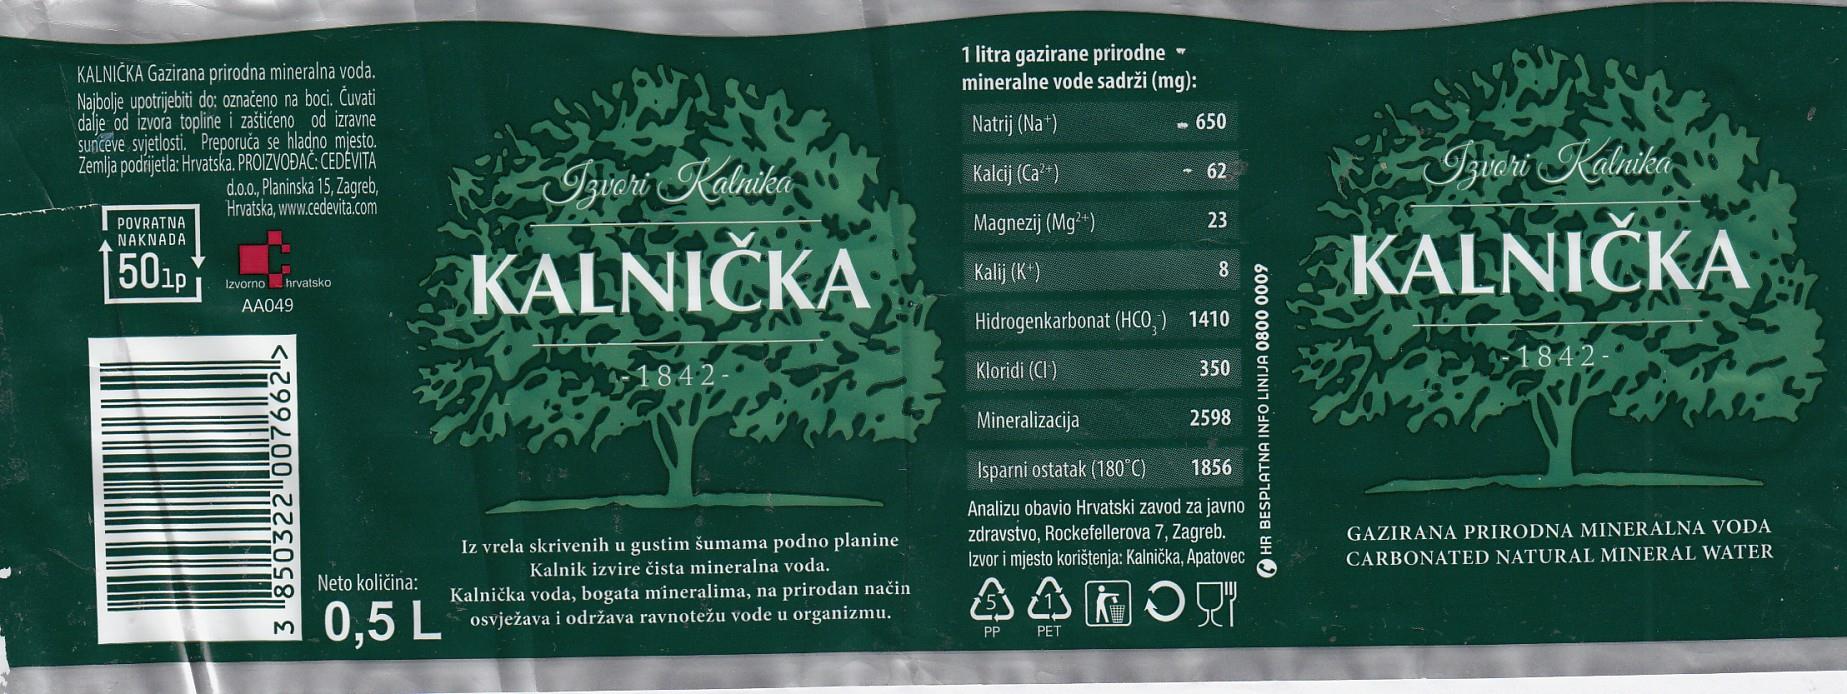 KALNIČKA Gazirana prirodna mineralna voda.
Najbolje upotrijebiti do: označeno na boci. Čuvati
dalje od izvora topline i zaštićeno od izravne
sunčeve svjetlosti. Preporuča se hladno mjesto.
Zemlja podrijetla: Hrvatska. PROIZVOĐAČ: CEDEVITA
d.o.o., Planinska 15, Zagreb,
Hrvatska, www.cedevita.com
POVRATNA
NAKNADA
50lp
Izvorno hrvatsko
AA049
3 850322 007662 >
Neto količina:
0,5 L
Izvori Kalnika
KALNIČKA
-1842-
Iz vrela skrivenih u gustim šumama podno planine
Kalnik izvire čista mineralna voda.
Kalnička voda, bogata mineralima, na prirodan način
osvježava i održava ravnotežu vode u organizmu.
1 litra gazirane prirodne
mineralne vode sadrži (mg):
Natrij (Na⁺) 650
Kalcij (Ca²⁺) 62
Magnezij (Mg²⁺) 23
Kalij (K⁺) 8
Hidrogenkarbonat (HCO₃⁻) 1410
Kloridi (Cl⁻) 350
Mineralizacija 2598
Isparni ostatak (180°C) 1856
Analizu obavio Hrvatski zavod za javno
zdravstvo, Rockefellerova 7, Zagreb.
Izvor i mjesto korištenja: Kalnička, Apatovec
5
PP
1
PET
HR BESPLATNA INFO LINIJA 0800 0009
Izvori Kalnika
KALNIČKA
-1842-
GAZIRANA PRIRODNA MINERALNA VODA
CARBONATED NATURAL MINERAL WATER